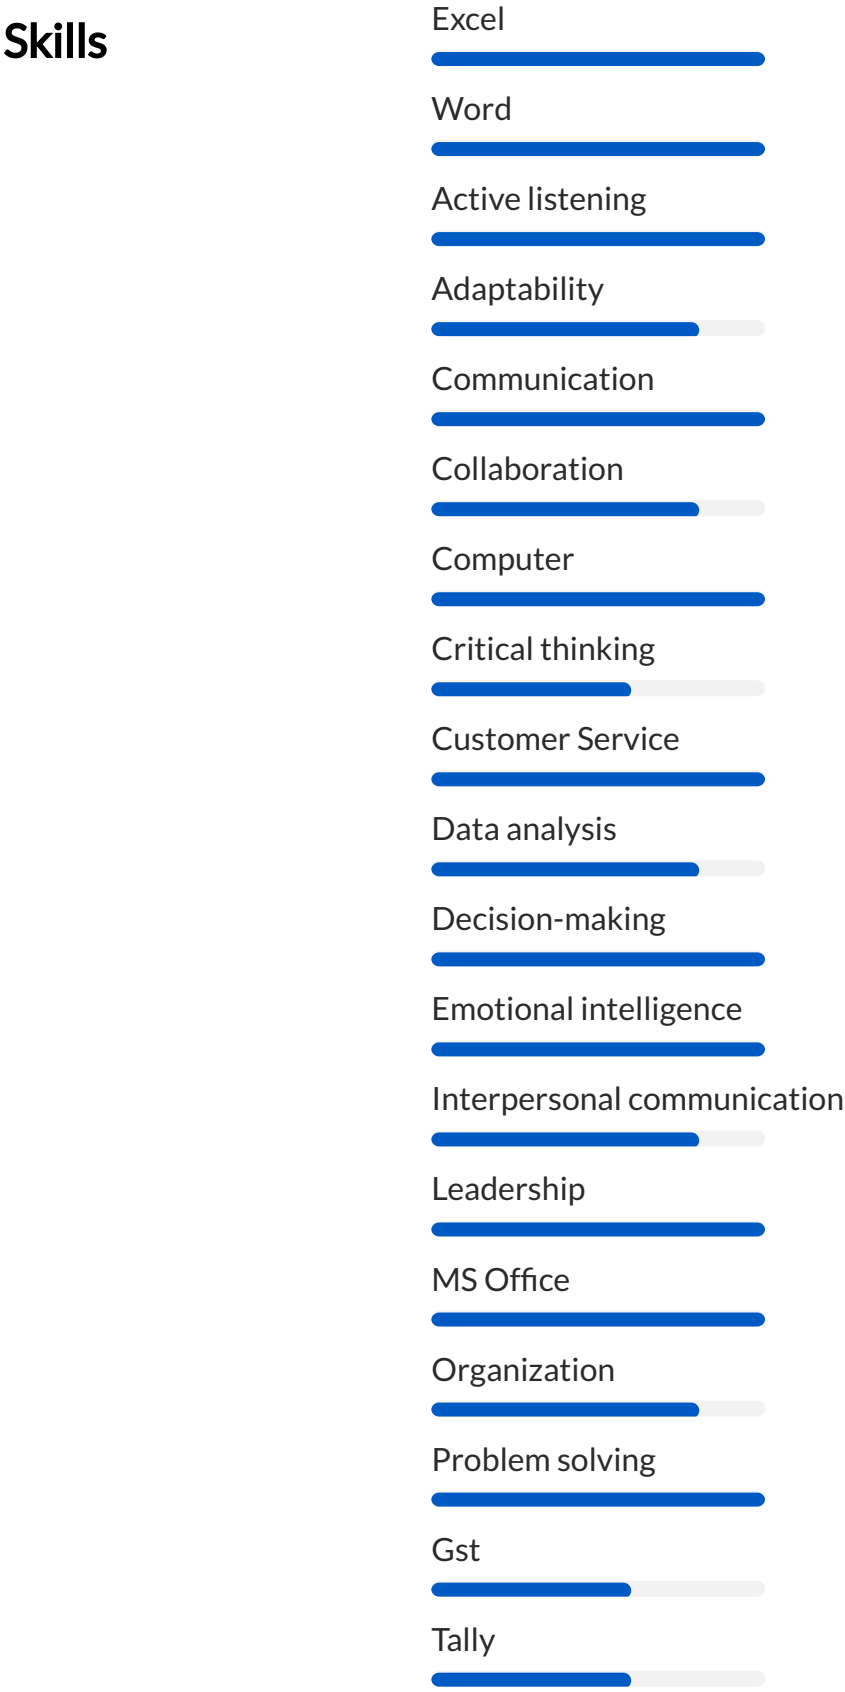 Skills
Excel
Word
Active listening
Adaptability
Communication
Collaboration
Computer
Critical thinking
Customer Service
Data analysis
Decision-making
Emotional intelligence
Interpersonal communication
Leadership
MS Office
Organization
Problem solving
Gst
Tally